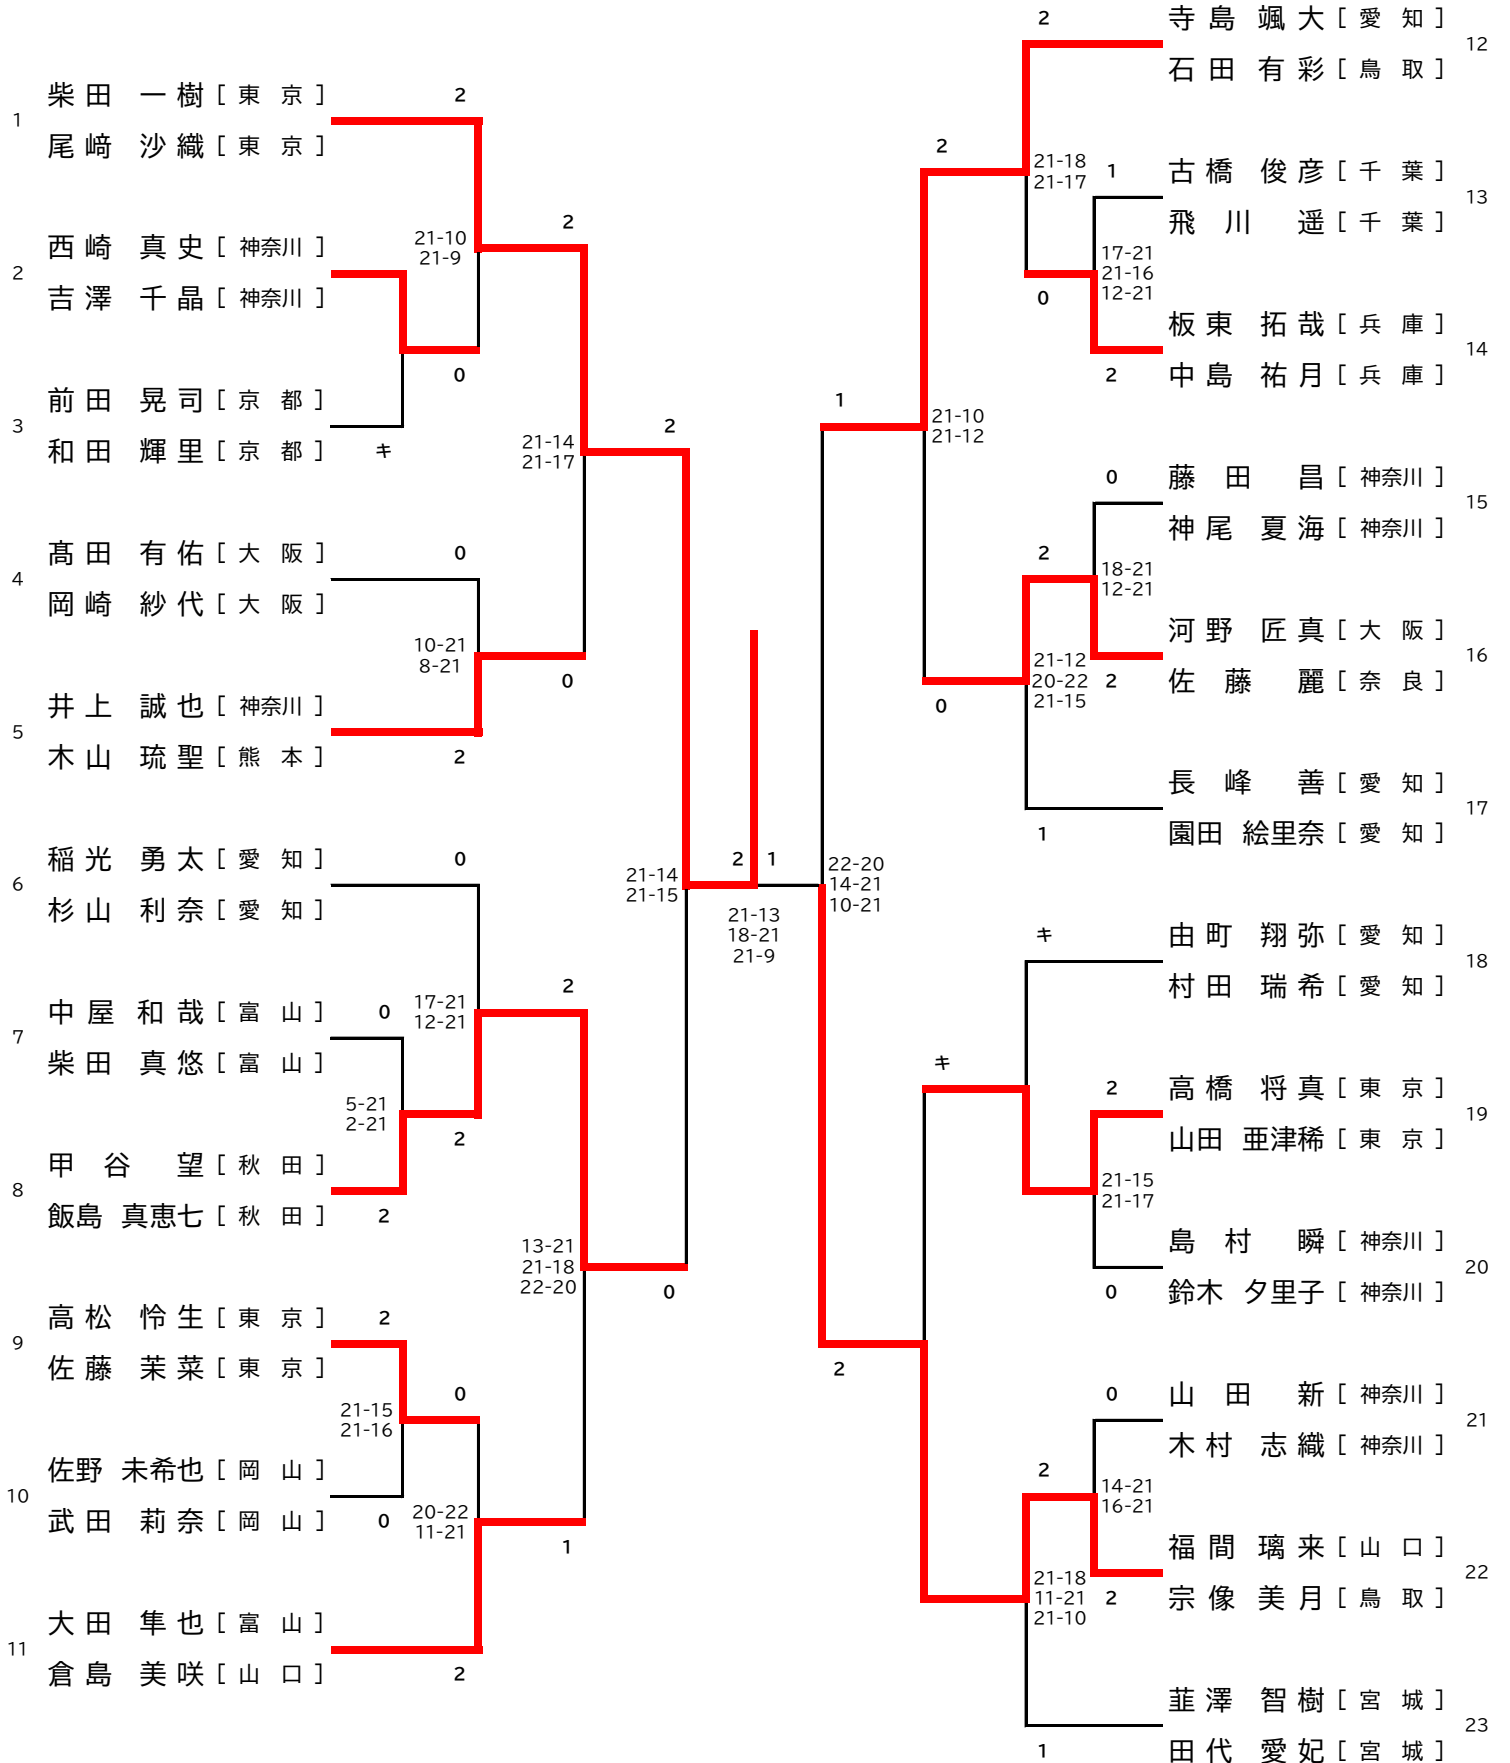 1
柴田 一樹 [ 東 京 ]
尾﨑 沙織 [ 東 京 ]
2
2
西崎 真史 [ 神奈川 ]
吉澤 千晶 [ 神奈川 ]
21-10
21-9
2
3
前田 晃司 [ 京 都 ]
和田 輝里 [ 京 都 ]
キ
0
21-14
21-17
2
4
髙田 有佑 [ 大 阪 ]
岡崎 紗代 [ 大 阪 ]
0
10-21
8-21
0
5
井上 誠也 [ 神奈川 ]
木山 琉聖 [ 熊 本 ]
2
6
稲光 勇太 [ 愛 知 ]
杉山 利奈 [ 愛 知 ]
0
21-14
21-15
7
中屋 和哉 [ 富 山 ]
柴田 真悠 [ 富 山 ]
0
17-21
12-21
2
5-21
2-21
8
甲谷 望 [ 秋 田 ]
飯島 真恵七 [ 秋 田 ]
2
2
13-21
21-18
22-20
0
9
高松 怜生 [ 東 京 ]
佐藤 茉菜 [ 東 京 ]
2
0
21-15
21-16
10
佐野 未希也 [ 岡 山 ]
武田 莉奈 [ 岡 山 ]
0
20-22
11-21
1
11
大田 隼也 [ 富 山 ]
倉島 美咲 [ 山 口 ]
2
2 1
21-13
18-21
21-9
2
寺島 颯大 [ 愛 知 ]
石田 有彩 [ 鳥 取 ]
12
2
21-18
21-17
1
古橋 俊彦 [ 千 葉 ]
飛川 遥 [ 千 葉 ]
13
17-21
21-16
12-21
0
板東 拓哉 [ 兵 庫 ]
中島 祐月 [ 兵 庫 ]
14
2
1
21-10
21-12
0
藤田 昌 [ 神奈川 ]
神尾 夏海 [ 神奈川 ]
15
2
18-21
12-21
河野 匠真 [ 大 阪 ]
佐藤 麗 [ 奈 良 ]
16
21-12
20-22
21-15
2
0
長峰 善 [ 愛 知 ]
園田 絵里奈 [ 愛 知 ]
17
1
22-20
14-21
10-21
キ
由町 翔弥 [ 愛 知 ]
村田 瑞希 [ 愛 知 ]
18
キ
2
高橋 将真 [ 東 京 ]
山田 亜津稀 [ 東 京 ]
19
21-15
21-17
島村 瞬 [ 神奈川 ]
鈴木 夕里子 [ 神奈川 ]
20
0
2
0
山田 新 [ 神奈川 ]
木村 志織 [ 神奈川 ]
21
2
14-21
16-21
福間 璃来 [ 山 口 ]
宗像 美月 [ 鳥 取 ]
22
21-18
11-21
21-10
2
韮澤 智樹 [ 宮 城 ]
田代 愛妃 [ 宮 城 ]
23
1